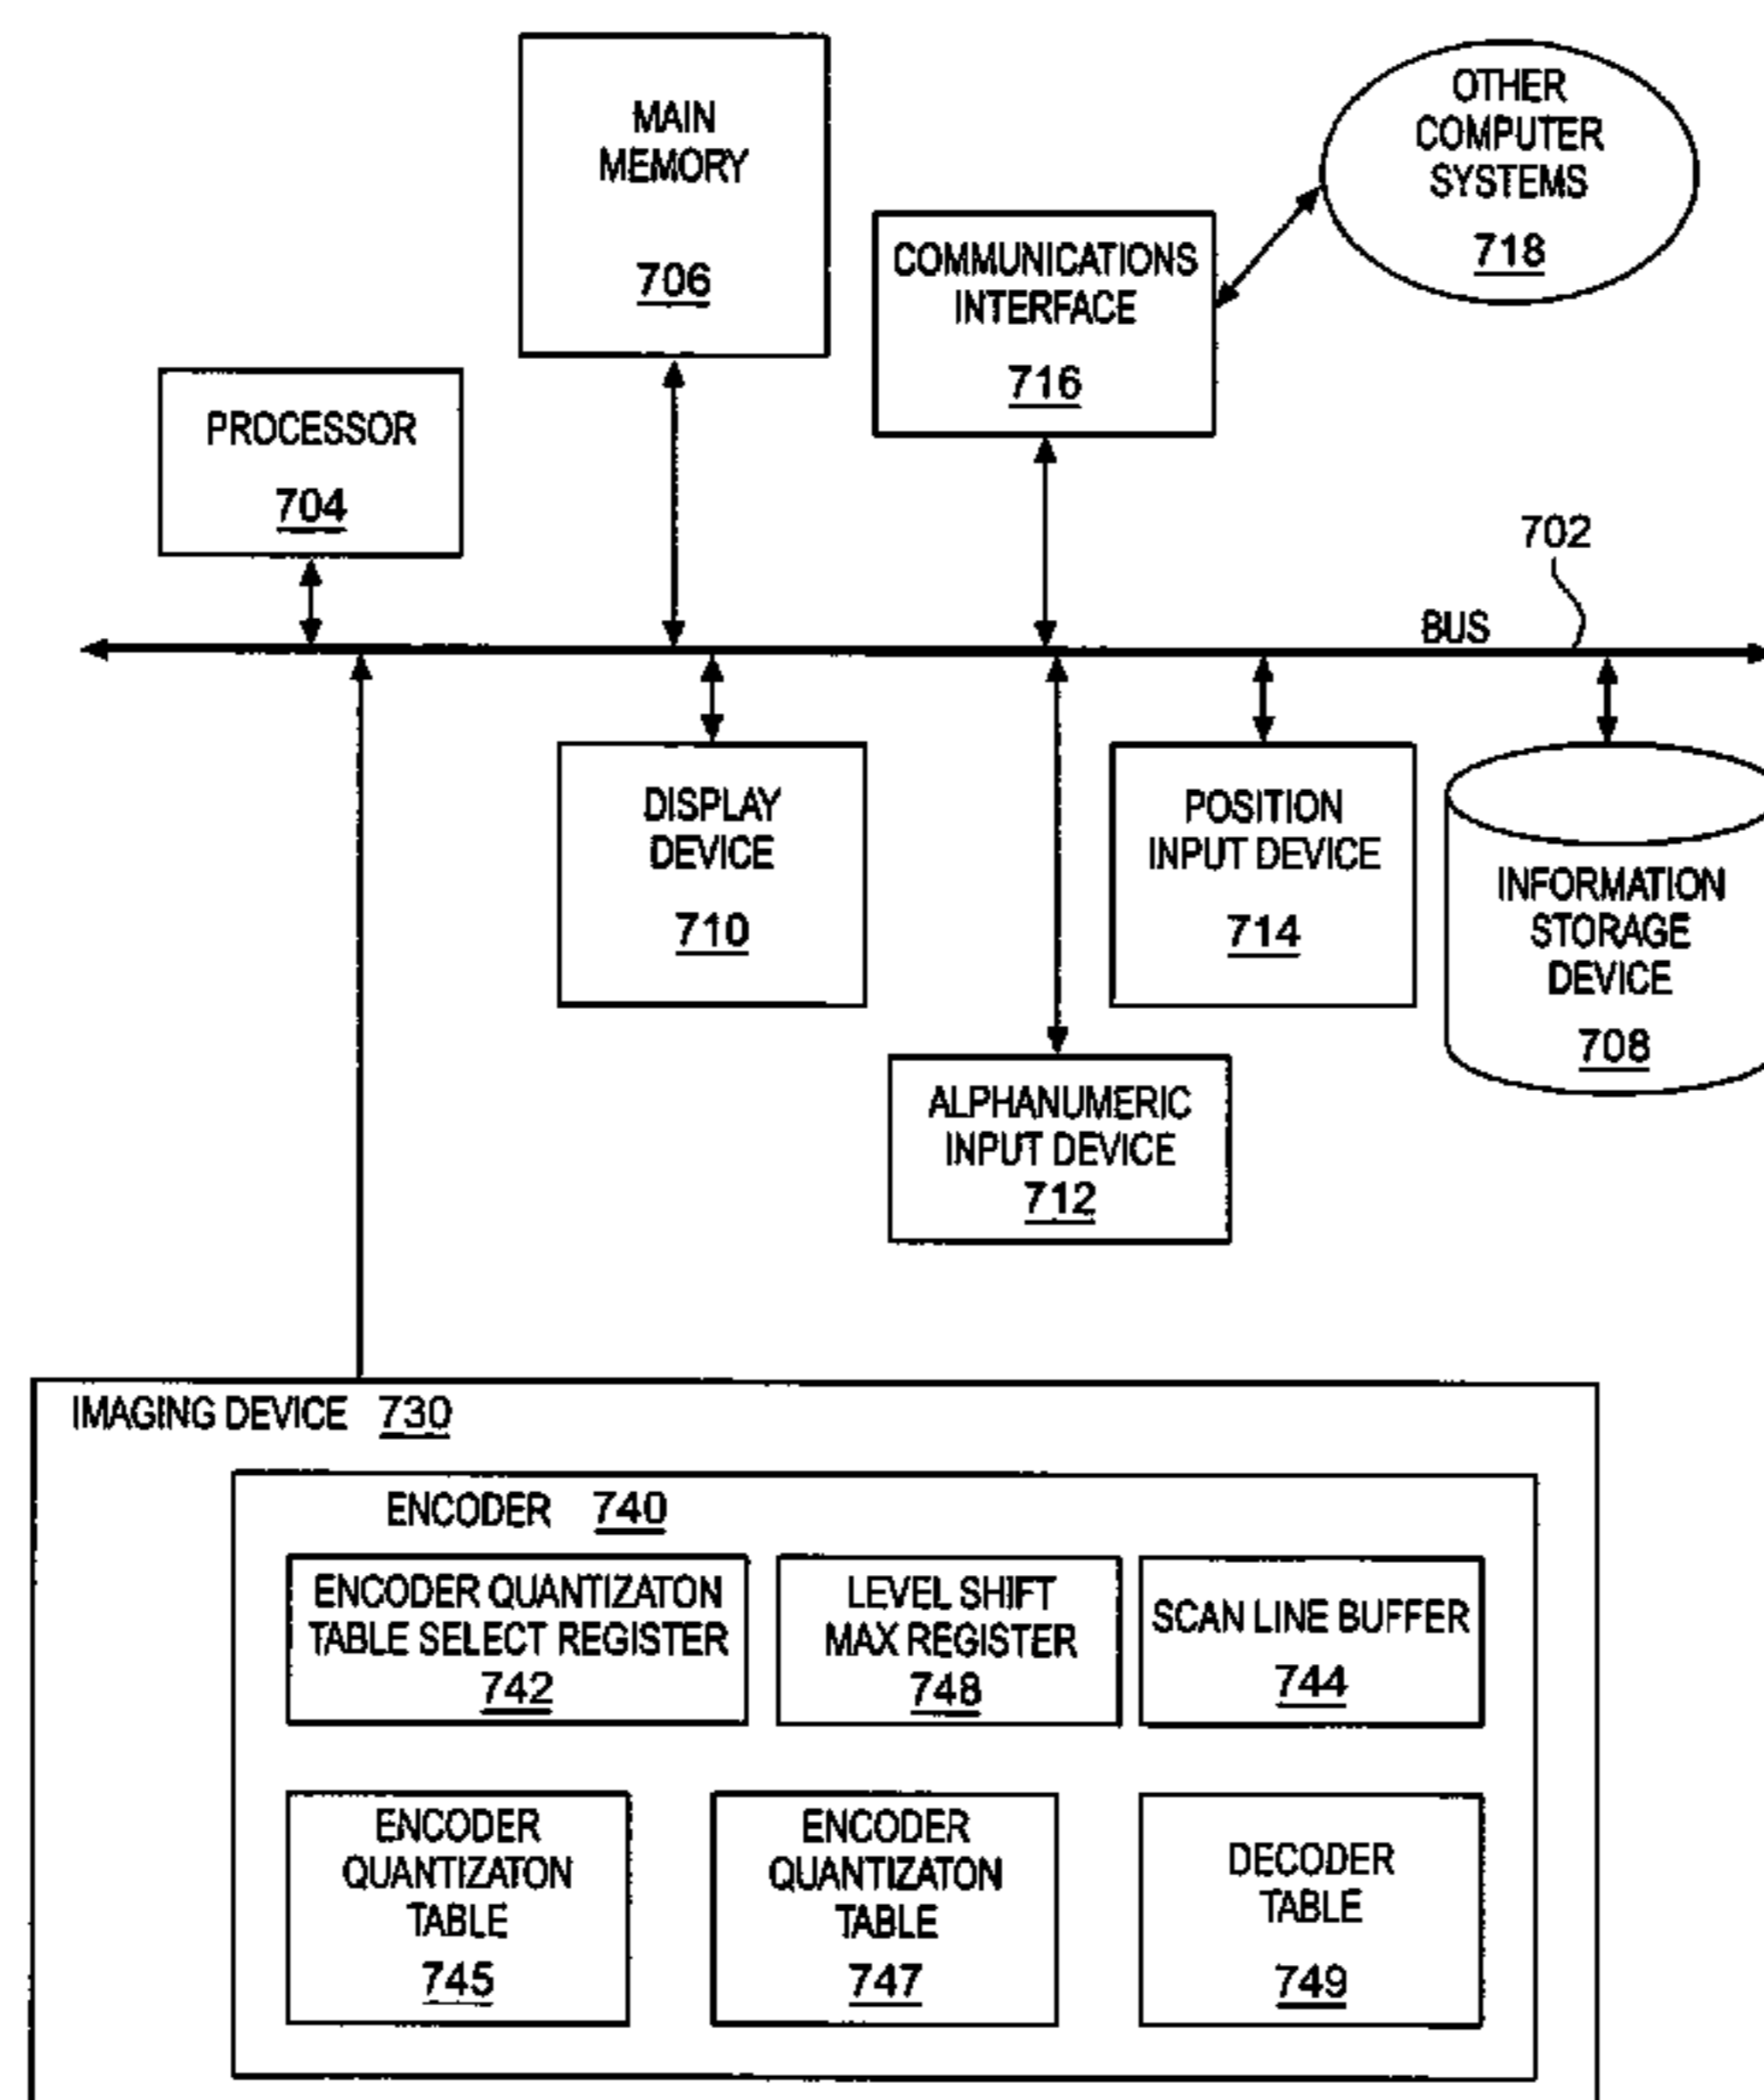 MAIN
MEMORY
706
OTHER
COMPUTER
SYSTEMS
718
COMMUNICATIONS
INTERFACE
716
PROCESSOR
704
702
BUS
DISPLAY
DEVICE
710
POSITION
INPUT DEVICE
714
INFORMATION
STORAGE
DEVICE
708
ALPHANUMERIC
INPUT DEVICE
712
IMAGING DEVICE 730
ENCODER 740
ENCODER QUANTIZATON
TABLE SELECT REGISTER
742
LEVEL SHIFT
MAX REGISTER
748
SCAN LINE BUFFER
744
ENCODER
QUANTIZATON
TABLE
745
ENCODER
QUANTIZATON
TABLE
747
DECODER
TABLE
749